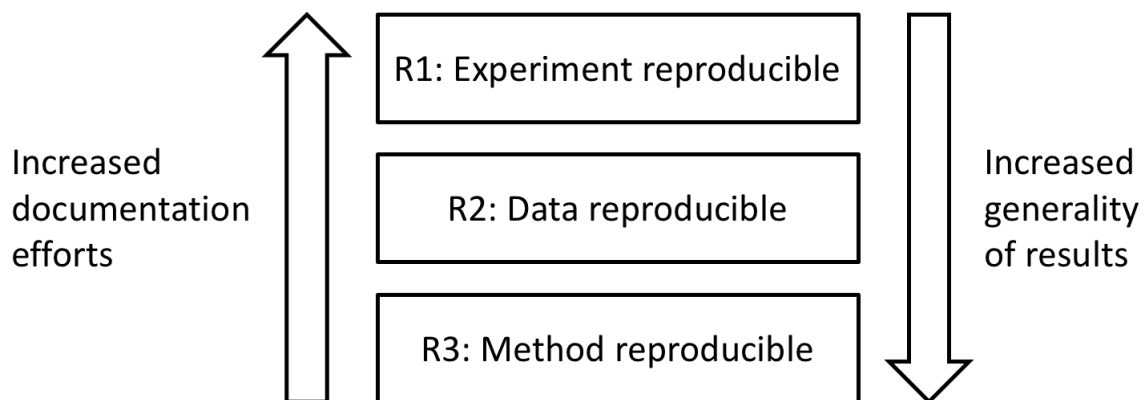 R1: Experiment reproducible
Increased
documentation
efforts
R2: Data reproducible
Increased
generality
of results
R3: Method reproducible